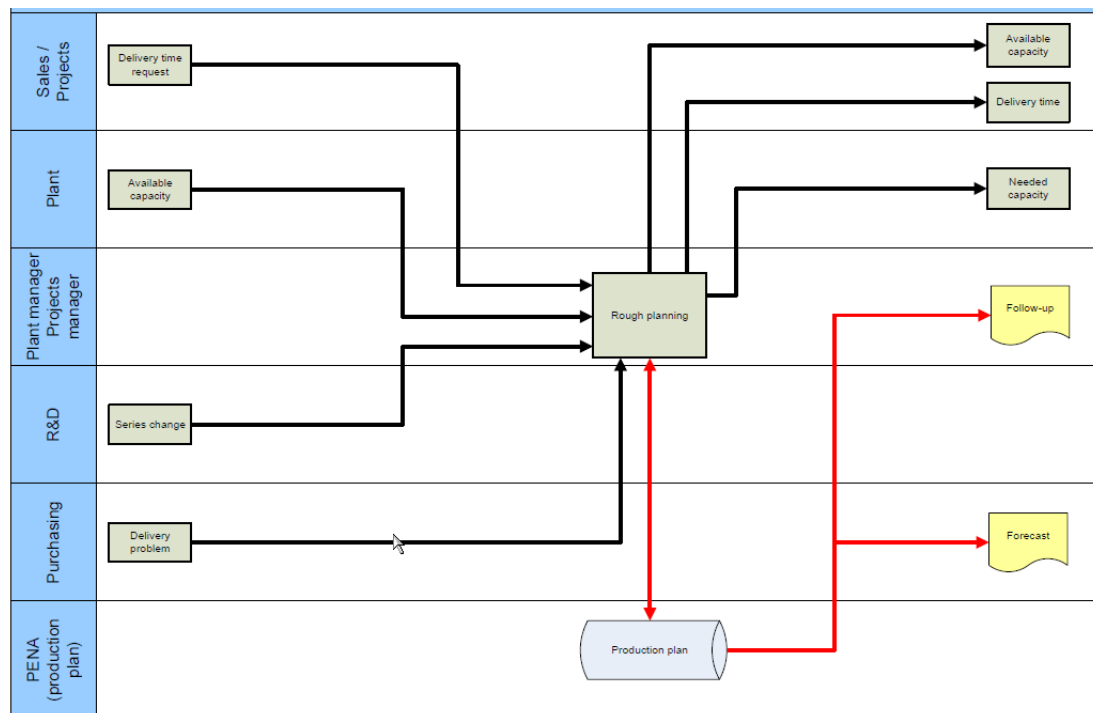 Sales /
Projects
Delivery time
request
Available
capacity
Delivery time
Plant
Available
capacity
Needed
capacity
Plant manager
Projects
manager
Rough planning
Follow-up
R&D
Series change
Purchasing
Delivery
problem
Forecast
PENA
(production
plan)
Production plan